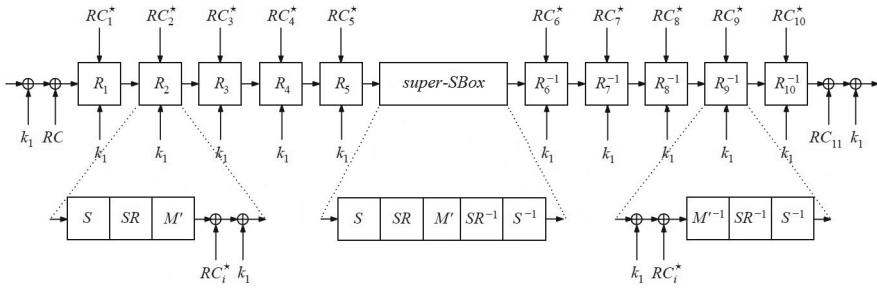 RC₁* RC₂* RC₃* RC₄* RC₅* RC₆* RC₇* RC₈* RC₉* RC₁₀*
R₁ R₂ R₃ R₄ R₅ super-SBox R₆⁻¹ R₇⁻¹ R₈⁻¹ R₉⁻¹ R₁₀⁻¹
k₁ RC k₁ k₁ k₁ k₁ k₁ k₁ k₁ k₁ k₁ k₁ RC₁₁ k₁
S SR M′ S SR M′ SR⁻¹ S⁻¹ M′⁻¹ SR⁻¹ S⁻¹
RCᵢ* k₁ k₁ RCᵢ*